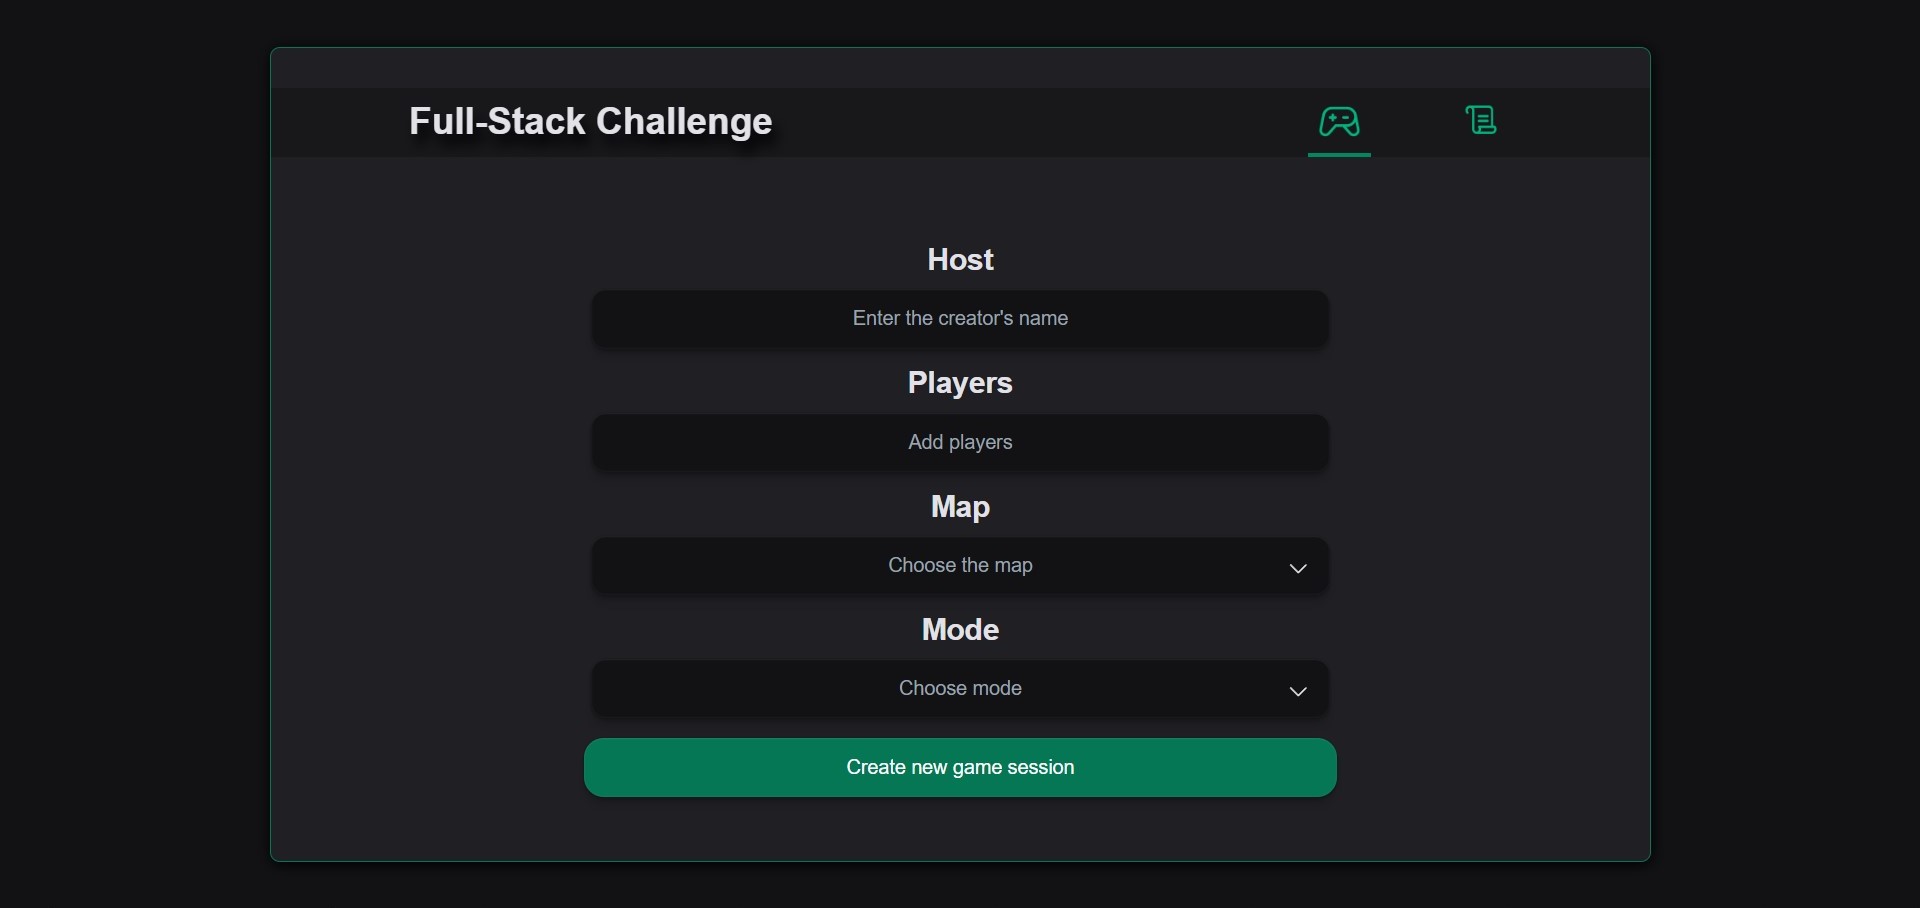 Full-Stack Challenge
Host
Enter the creator's name
Players
Add players
Map
Choose the map
Mode
Choose mode
Create new game session